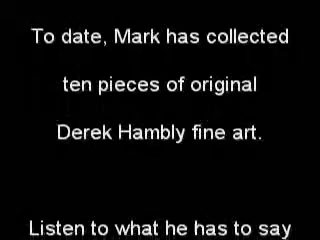 To date, Mark has collected
ten pieces of original
Derek Hambly fine art.
Listen to what he has to say